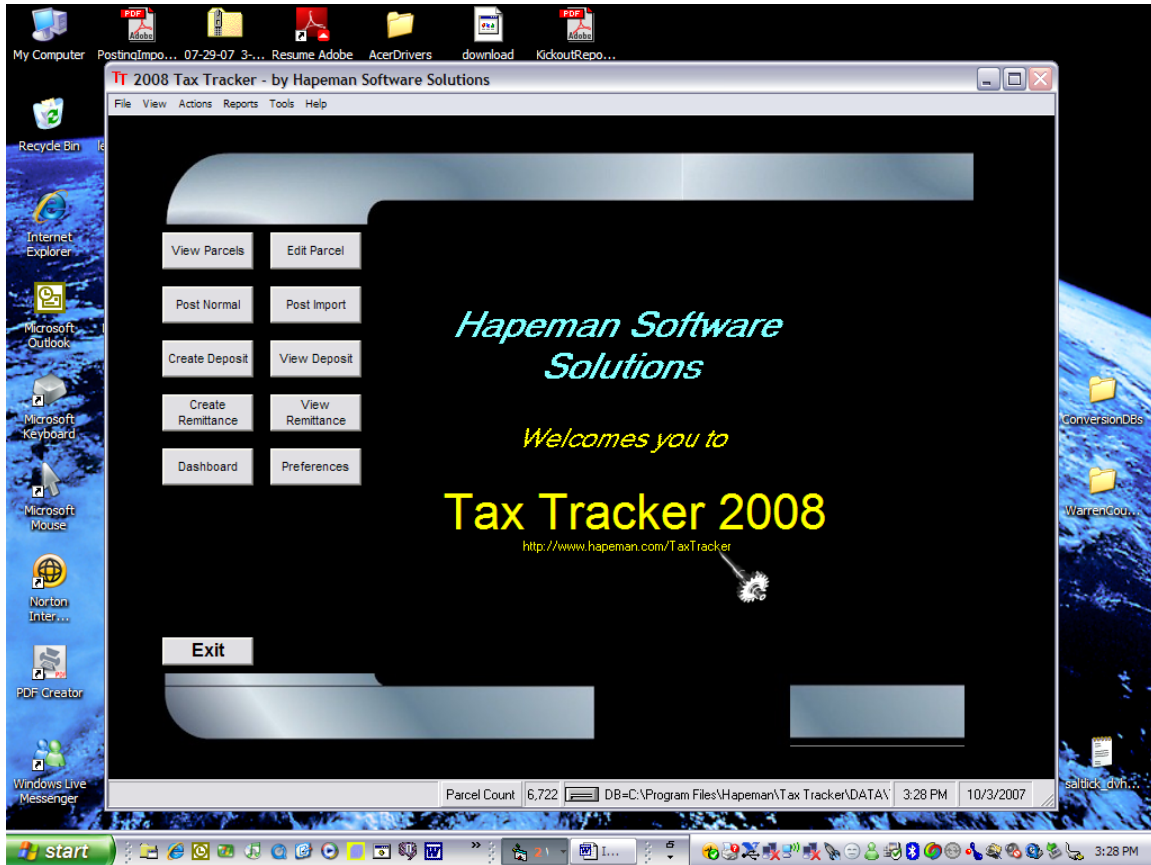 My Computer
PostingImpo...
07-29-07 3-...
Resume Adobe
AcerDrivers
download
KickoutRepo...
TT 2008 Tax Tracker - by Hapeman Software Solutions
File View Actions Reports Tools Help
Recycle Bin
Internet
Explorer
Microsoft
Outlook
Microsoft
Keyboard
Microsoft
Mouse
Norton
Inter...
PDF Creator
Windows Live
Messenger
View Parcels
Edit Parcel
Post Normal
Post Import
Create Deposit
View Deposit
Create
Remittance
View
Remittance
Dashboard
Preferences
Exit
Hapeman Software
Solutions
Welcomes you to
Tax Tracker 2008
http://www.hapeman.com/TaxTracker
ConversionDBs
WarrenCou...
saltlick_dvh...
Parcel Count 6,722 DB=C:\Program Files\Hapeman\Tax Tracker\DATA\ 3:28 PM 10/3/2007
start
I...
3:28 PM